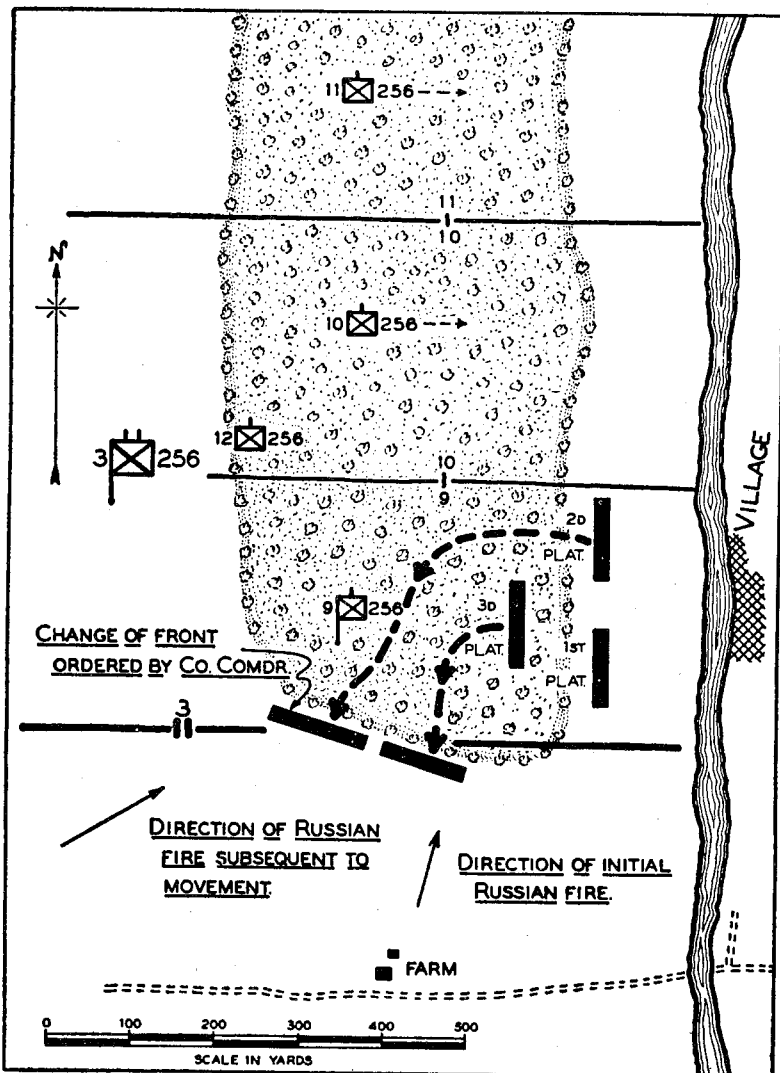 11 256
11
10
N
10 256
12 256
3 256
10
9
2D
PLAT.
VILLAGE
9 256
3D
PLAT.
1ST
PLAT.
CHANGE OF FRONT
ORDERED BY CO. COMDR.
3
DIRECTION OF RUSSIAN
FIRE SUBSEQUENT TO
MOVEMENT.
DIRECTION OF INITIAL
RUSSIAN FIRE.
FARM
0 100 200 300 400 500
SCALE IN YARDS